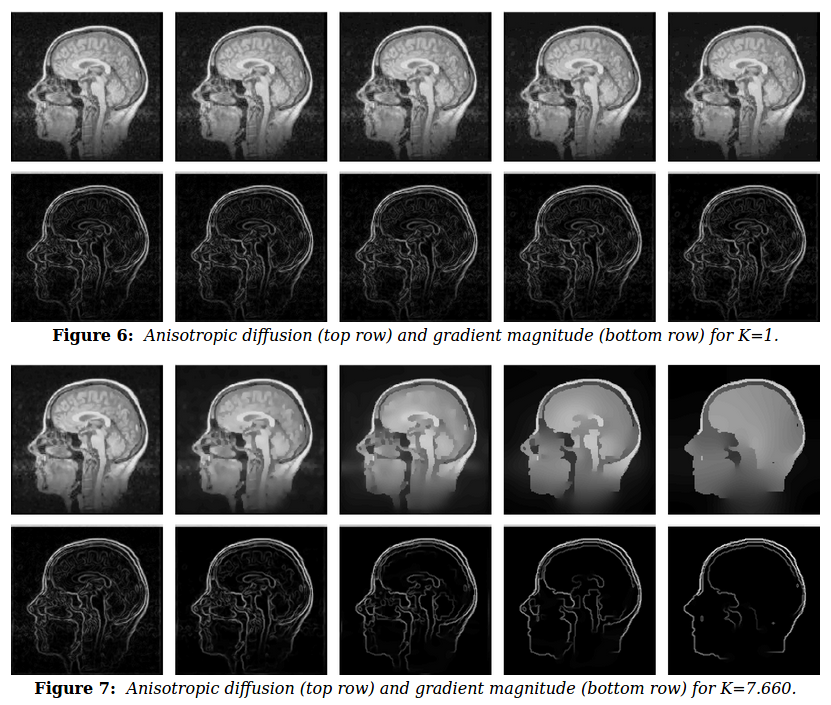 Figure 6: Anisotropic diffusion (top row) and gradient magnitude (bottom row) for K=1.
Figure 7: Anisotropic diffusion (top row) and gradient magnitude (bottom row) for K=7.660.